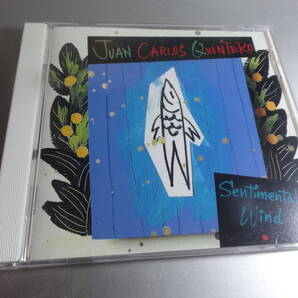 JUAN CARLOS QUINTERO
Sentimental
Wind